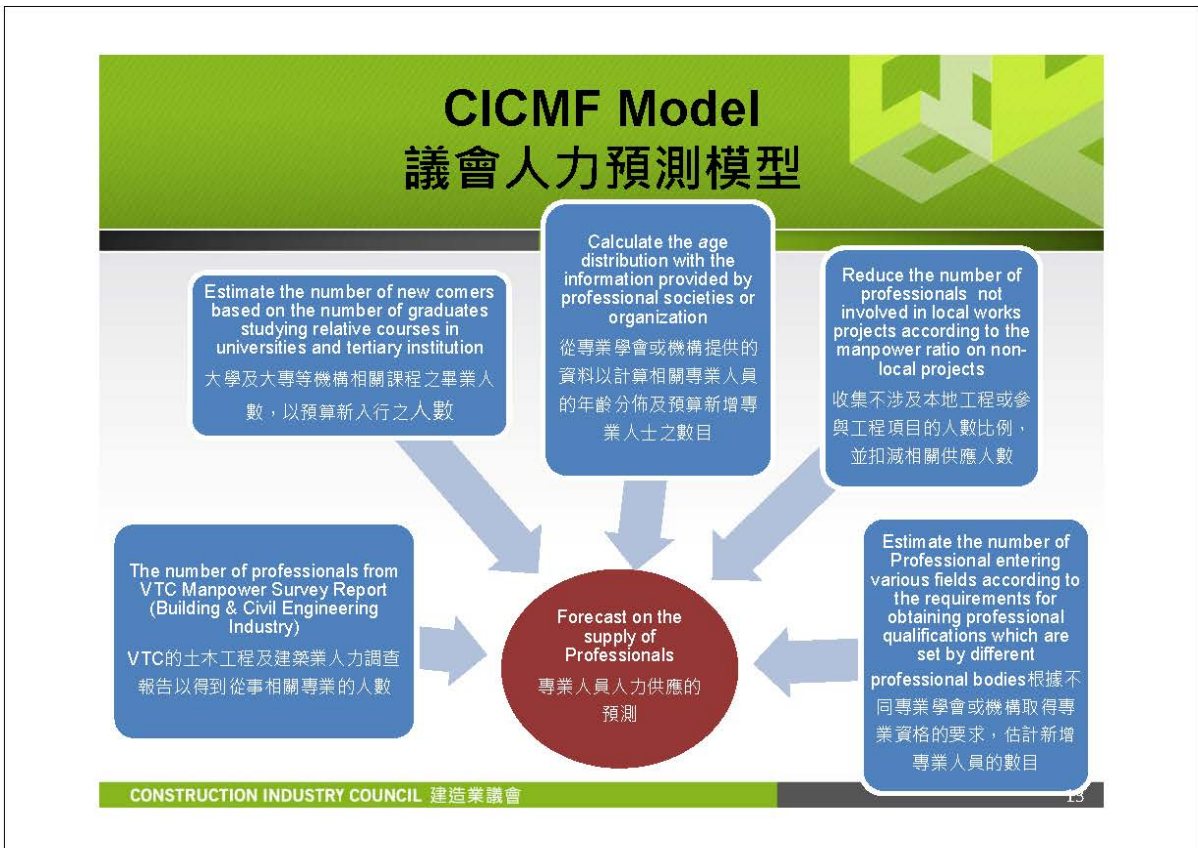 CICMF Model
議會人力預測模型
Estimate the number of new comers
based on the number of graduates
studying relative courses in
universities and tertiary institution
大學及大專等機構相關課程之畢業人
數，以預算新入行之人數
Calculate the age
distribution with the
information provided by
professional societies or
organization
從專業學會或機構提供的
資料以計算相關專業人員
的年齡分佈及預算新增專
業人士之數目
Reduce the number of
professionals not
involved in local works
projects according to the
manpower ratio on non-
local projects
收集不涉及本地工程或參
與工程項目的人數比例，
並扣減相關供應人數
The number of professionals from
VTC Manpower Survey Report
(Building & Civil Engineering
Industry)
VTC的土木工程及建築業人力調查
報告以得到從事相關專業的人數
Forecast on the
supply of
Professionals
專業人員人力供應的
預測
Estimate the number of
Professional entering
various fields according to
the requirements for
obtaining professional
qualifications which are
set by different
professional bodies根據不
同專業學會或機構取得專
業資格的要求，估計新增
專業人員的數目
CONSTRUCTION INDUSTRY COUNCIL 建造業議會
13